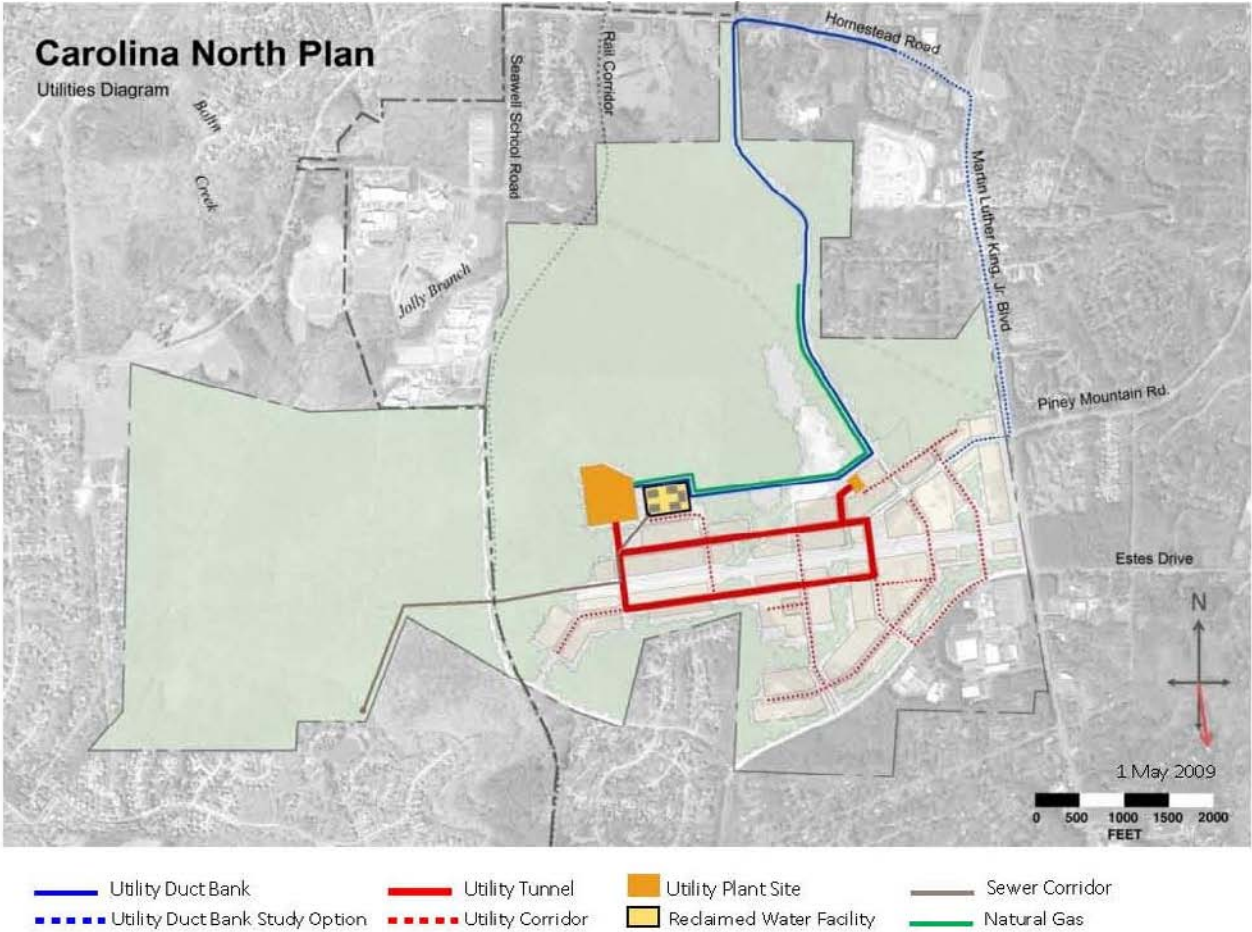 Carolina North Plan
Utilities Diagram
Bolin
Creek
Seawell School Road
Rail Corridor
Homestead Road
Martin Luther King, Jr. Blvd
Jolly Branch
Piney Mountain Rd.
Estes Drive
N
1 May 2009
0 500 1000 1500 2000
FEET
Utility Duct Bank
Utility Tunnel
Utility Plant Site
Sewer Corridor
Utility Duct Bank Study Option
Utility Corridor
Reclaimed Water Facility
Natural Gas